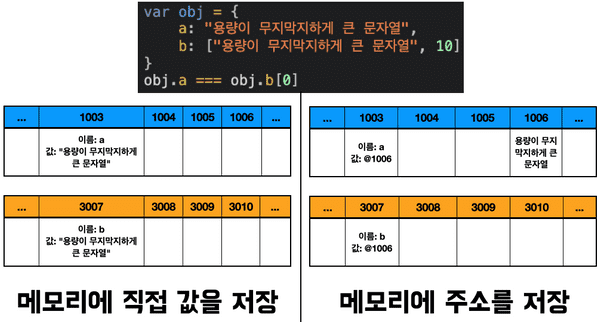 var obj = {
a: "용량이 무지막지하게 큰 문자열",
b: ["용량이 무지막지하게 큰 문자열", 10]
}
obj.a === obj.b[0]
... 1003 1004 1005 1006 ...
이름: a
값: "용량이 무지막지하게
큰 문자열"
... 3007 3008 3009 3010 ...
이름: b
값: "용량이 무지막지하게
큰 문자열"
메모리에 직접 값을 저장
... 1003 1004 1005 1006 ...
이름: a
값: @1006
용량이 무지
막지하게 큰
문자열
... 3007 3008 3009 3010 ...
이름: b
값: @1006
메모리에 주소를 저장